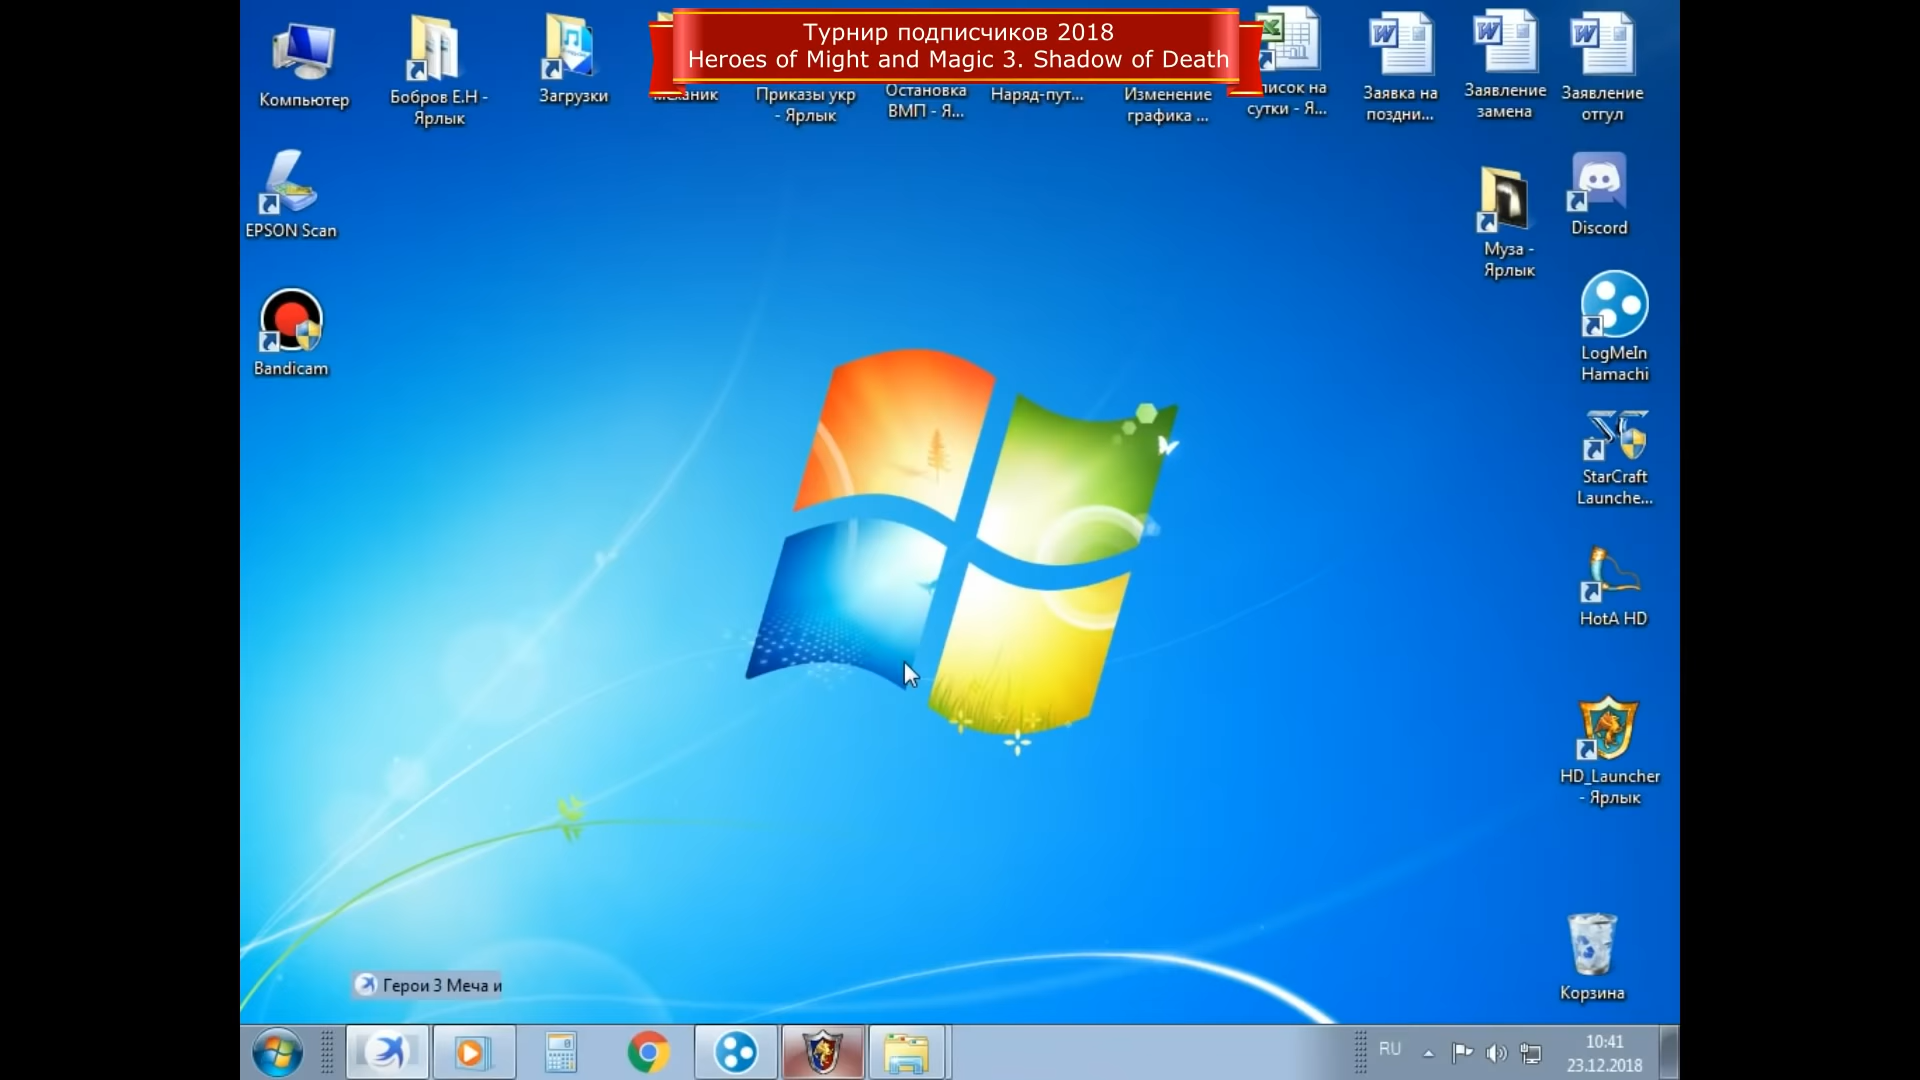 Турнир подписчиков 2018
Heroes of Might and Magic 3. Shadow of Death
Компьютер
Бобров Е.Н -
Ярлык
Загрузки
Приказы укр
- Ярлык
Остановка
ВМП - Я...
Наряд-пут...
Изменение
графика ...
сутки - Я...
Заявка на
поздни...
Заявление
замена
Заявление
отгул
EPSON Scan
Муза -
Ярлык
Discord
Bandicam
LogMeIn
Hamachi
StarCraft
Launche...
HotA HD
HD_Launcher
- Ярлык
Корзина
Герои 3 Меча и
RU
10:41
23.12.2018